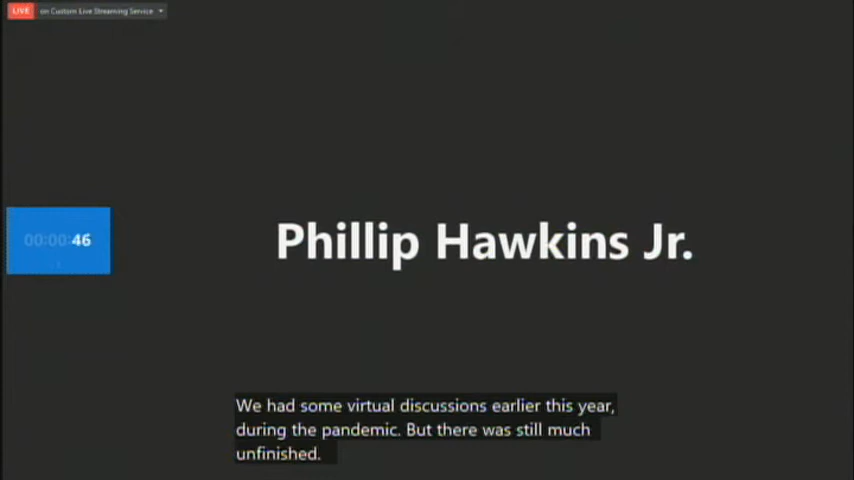 LIVE on Custom Live Streaming Service
00:00:46
Phillip Hawkins Jr.
We had some virtual discussions earlier this year,
during the pandemic. But there was still much
unfinished.